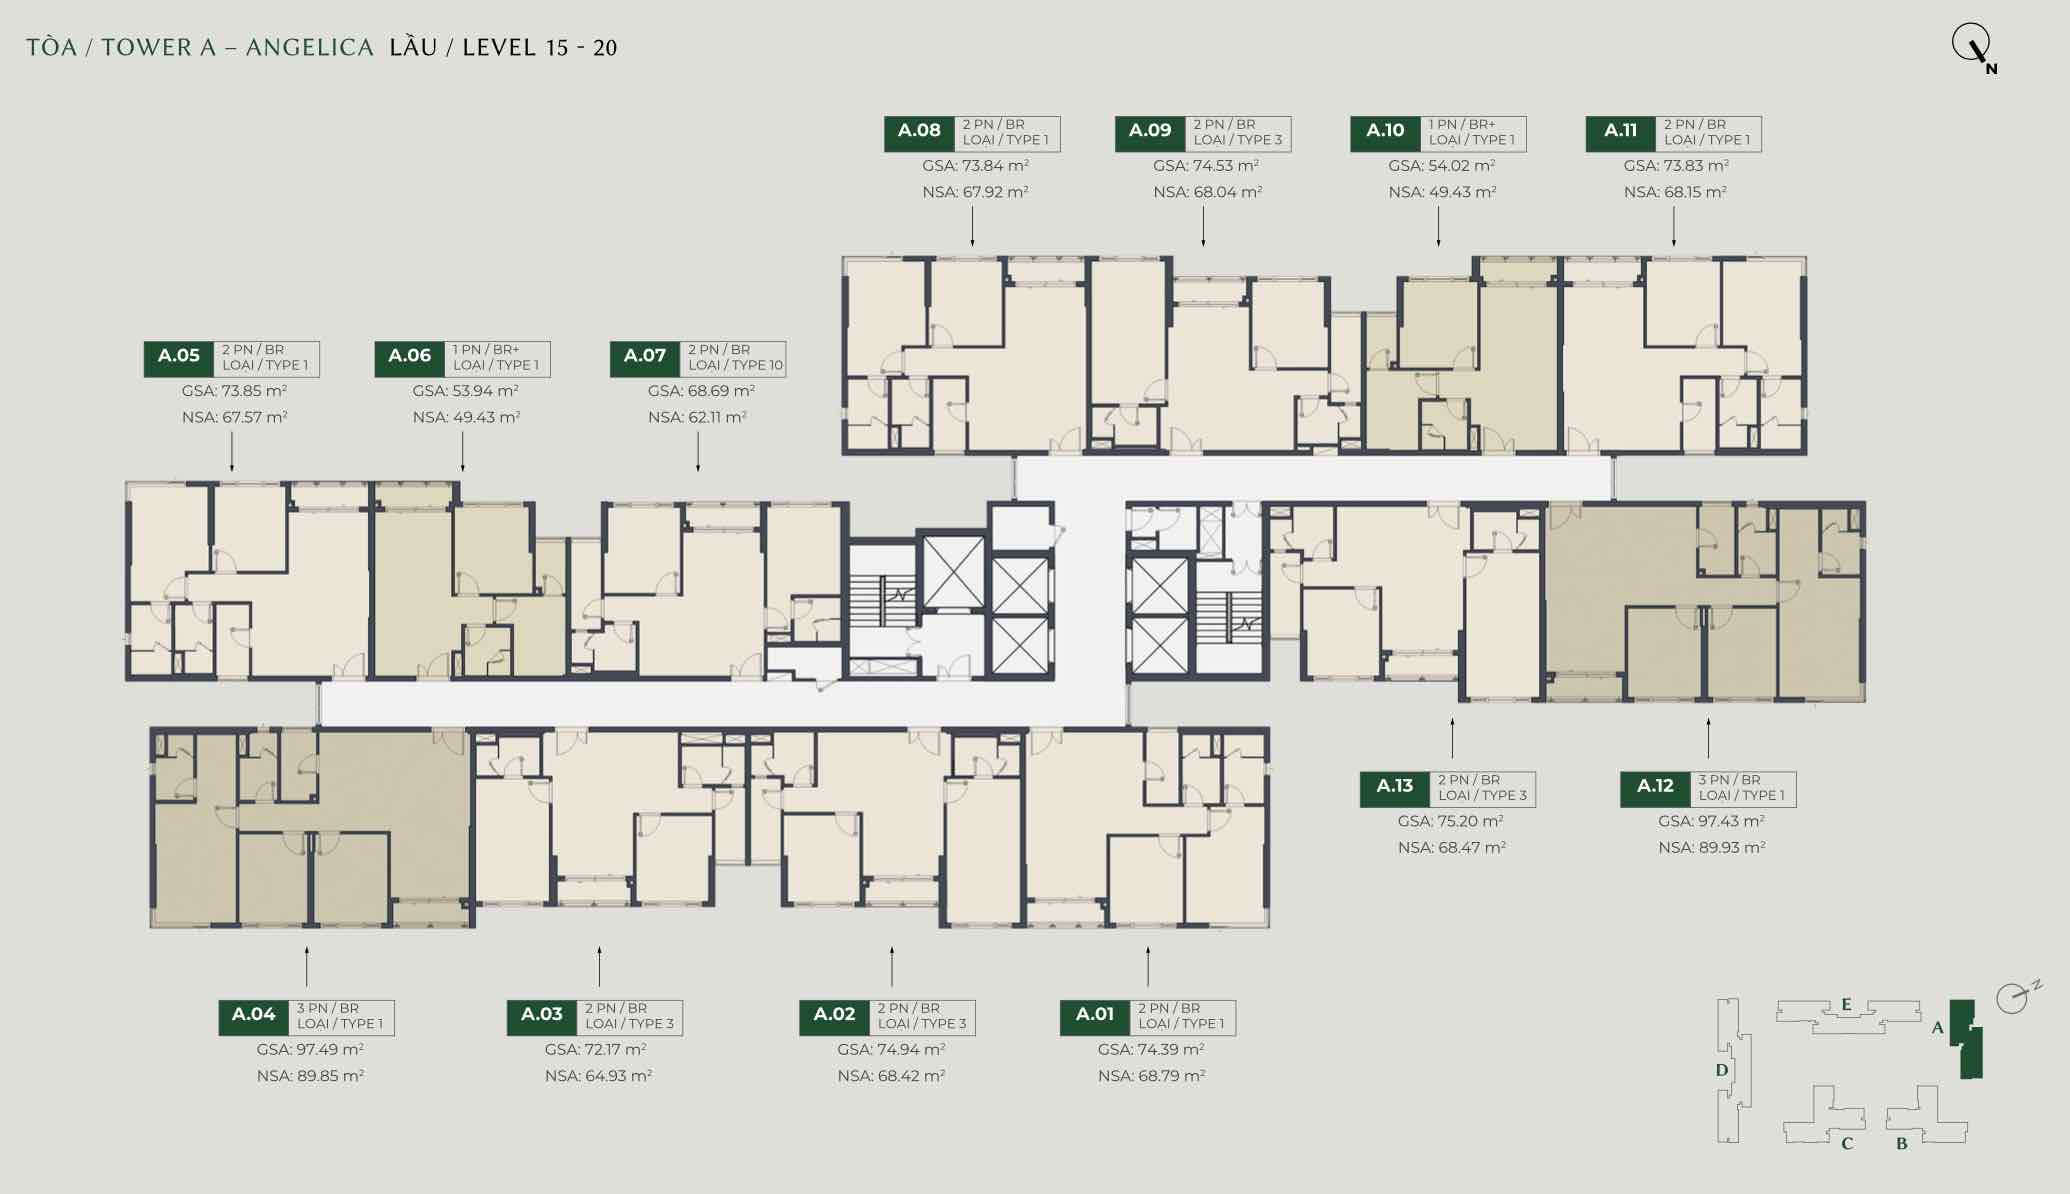 TÒA / TOWER A – ANGELICA LẦU / LEVEL 15 - 20
N
A.08
2 PN / BR
LOẠI / TYPE 1
GSA: 73.84 m²
NSA: 67.92 m²
A.09
2 PN / BR
LOẠI / TYPE 3
GSA: 74.53 m²
NSA: 68.04 m²
A.10
1 PN / BR+
LOẠI / TYPE 1
GSA: 54.02 m²
NSA: 49.43 m²
A.11
2 PN / BR
LOẠI / TYPE 1
GSA: 73.83 m²
NSA: 68.15 m²
A.05
2 PN / BR
LOẠI / TYPE 1
GSA: 73.85 m²
NSA: 67.57 m²
A.06
1 PN / BR+
LOẠI / TYPE 1
GSA: 53.94 m²
NSA: 49.43 m²
A.07
2 PN / BR
LOẠI / TYPE 10
GSA: 68.69 m²
NSA: 62.11 m²
A.13
2 PN / BR
LOẠI / TYPE 3
GSA: 75.20 m²
NSA: 68.47 m²
A.12
3 PN / BR
LOẠI / TYPE 1
GSA: 97.43 m²
NSA: 89.93 m²
A.04
3 PN / BR
LOẠI / TYPE 1
GSA: 97.49 m²
NSA: 89.85 m²
A.03
2 PN / BR
LOẠI / TYPE 3
GSA: 72.17 m²
NSA: 64.93 m²
A.02
2 PN / BR
LOẠI / TYPE 3
GSA: 74.94 m²
NSA: 68.42 m²
A.01
2 PN / BR
LOẠI / TYPE 1
GSA: 74.39 m²
NSA: 68.79 m²
N
E
A
D
C
B